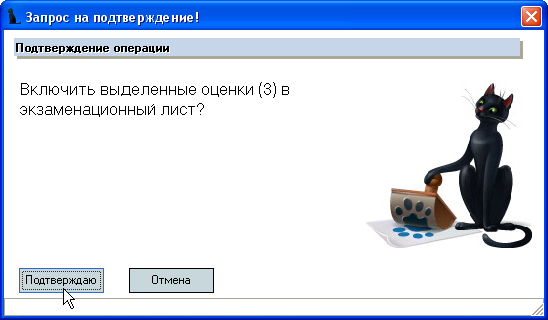 Запрос на подтверждение!
Подтверждение операции
Включить выделенные оценки (3) в
экзаменационный лист?
Подтверждаю
Отмена